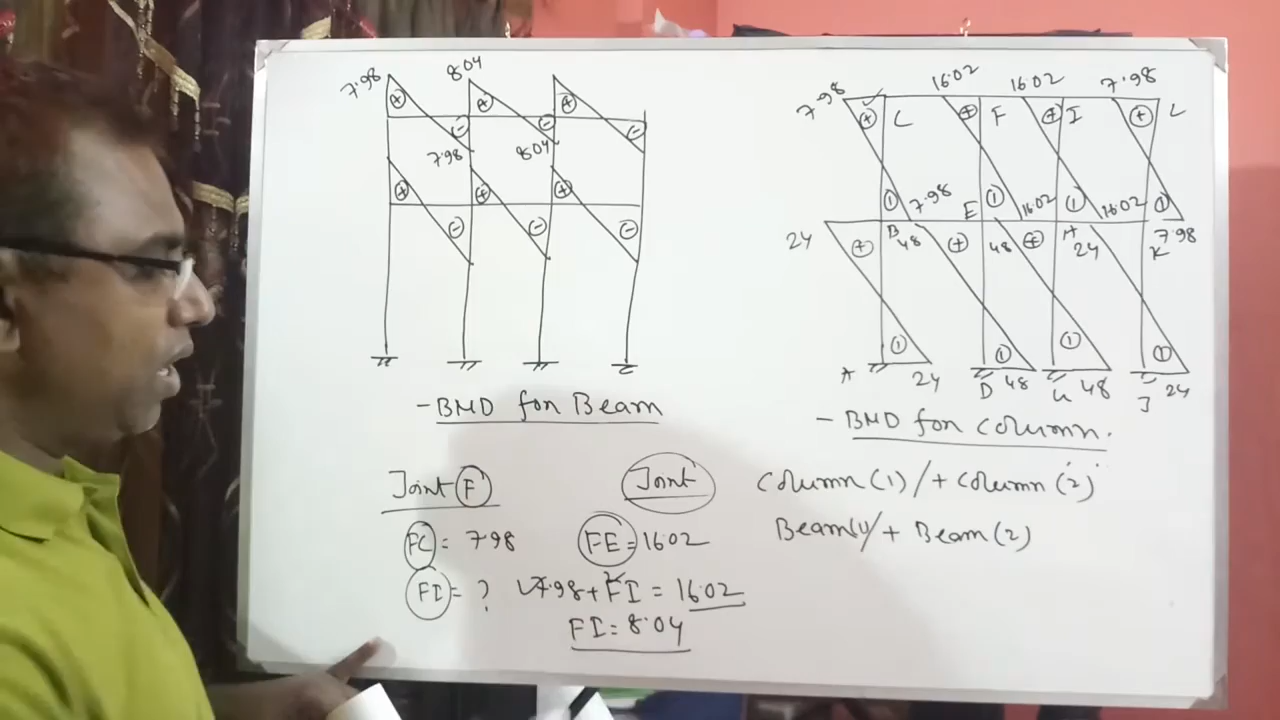 7.98 8.04
7.98 8.04
- BMD for Beam
7.98 16.02 16.02 7.98
C F I L
7.98 E 16.02 16.02 7.98
24 B 48 48 H 24 K
A 24 D 48 G 48 J 24
- BMD for Column.
Joint F
FC = 7.98 FE = 16.02
FI = ? 7.98 + FI = 16.02
FI = 8.04
Joint Column (1) / + Column (2)
Beam (1) / + Beam (2)